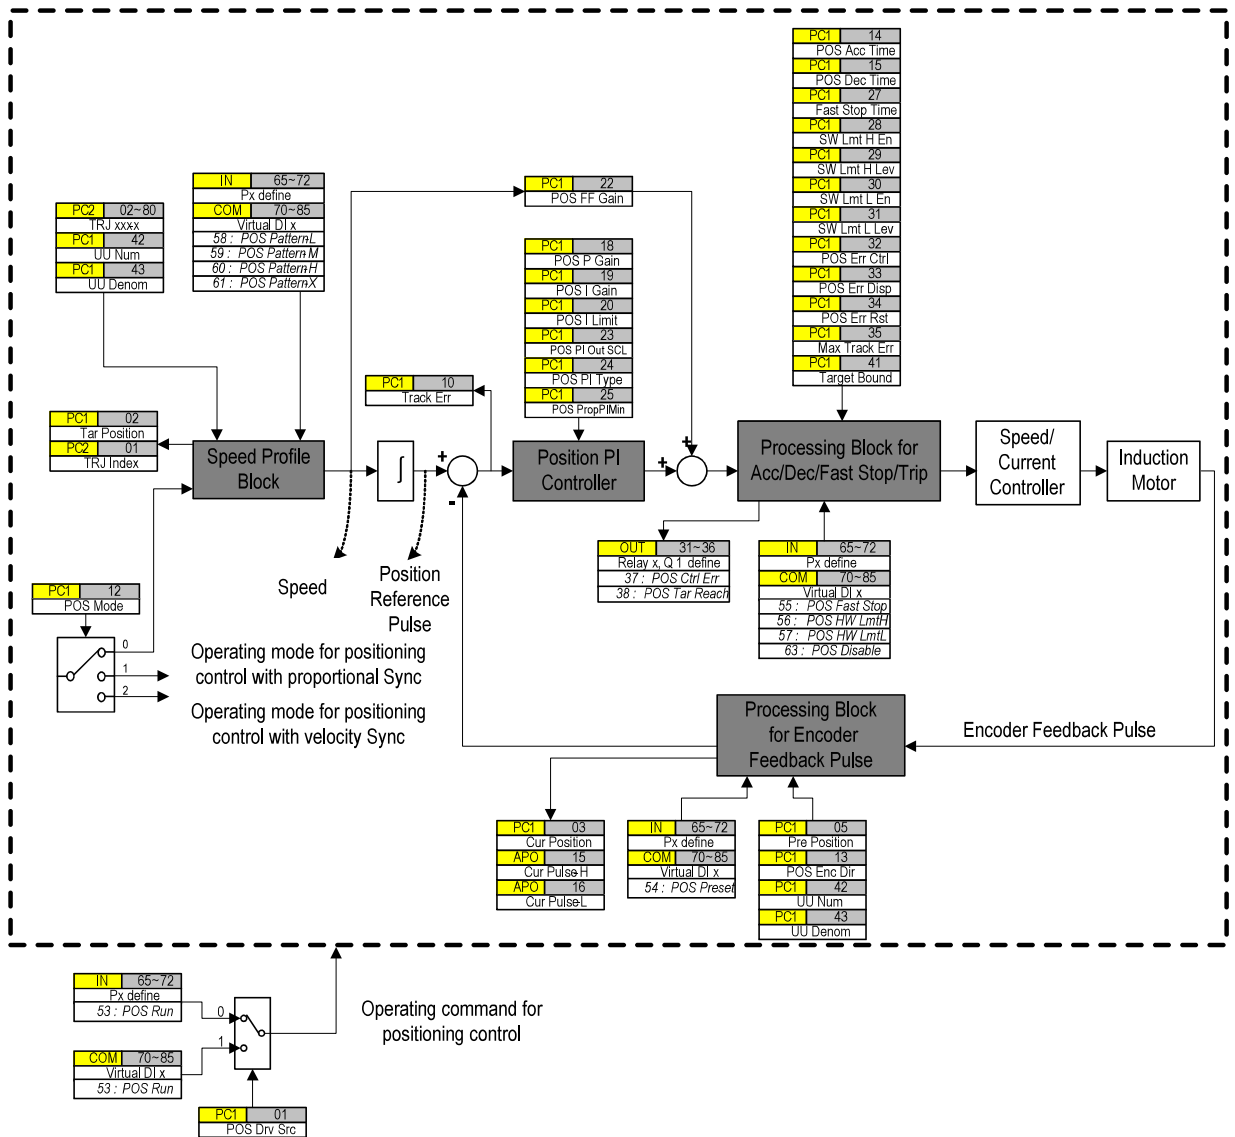 PC1 14
POS Acc Time
PC1 15
POS Dec Time
PC1 27
Fast Stop Time
PC1 28
SW Lmt H En
PC1 29
SW Lmt H Lev
PC1 30
SW Lmt L En
PC1 31
SW Lmt L Lev
PC1 32
POS Err Ctrl
PC1 33
POS Err Disp
PC1 34
POS Err Rst
PC1 35
Max Track Err
PC1 41
Target Bound
IN 65~72
Px define
COM 70~85
Virtual DI x
58 : POS Pattern-L
59 : POS Pattern-M
60 : POS Pattern-H
61 : POS Pattern-X
PC2 02~80
TRJ xxx-x
PC1 42
UU Num
PC1 43
UU Denom
PC1 22
POS FF Gain
PC1 18
POS P Gain
PC1 19
POS I Gain
PC1 20
POS I Limit
PC1 23
POS PI Out SCL
PC1 24
POS PI Type
PC1 25
POS PropPIMin
PC1 10
Track Err
PC1 02
Tar Position
PC2 01
TRJ Index
Speed Profile
Block
∫
+
-
Position PI
Controller
+
+
Processing Block for
Acc/Dec/Fast Stop/Trip
Speed/
Current
Controller
Induction
Motor
OUT 31~36
Relay x, Q 1 define
37 : POS Ctrl Err
38 : POS Tar Reach
IN 65~72
Px define
COM 70~85
Virtual DI x
55 : POS Fast Stop
56 : POS HW LmtH
57 : POS HW LmtL
63 : POS Disable
Speed
Position
Reference
Pulse
PC1 12
POS Mode
0
1
2
Operating mode for positioning
control with proportional Sync
Operating mode for positioning
control with velocity Sync
Processing Block
for Encoder
Feedback Pulse
Encoder Feedback Pulse
PC1 03
Cur Position
APO 15
Cur Pulse-H
APO 16
Cur Pulse-L
IN 65~72
Px define
COM 70~85
Virtual DI x
54 : POS Preset
PC1 05
Pre Position
PC1 13
POS Enc Dir
PC1 42
UU Num
PC1 43
UU Denom
IN 65~72
Px define
53 : POS Run
0
1
COM 70~85
Virtual DI x
53 : POS Run
Operating command for
positioning control
PC1 01
POS Drv Src